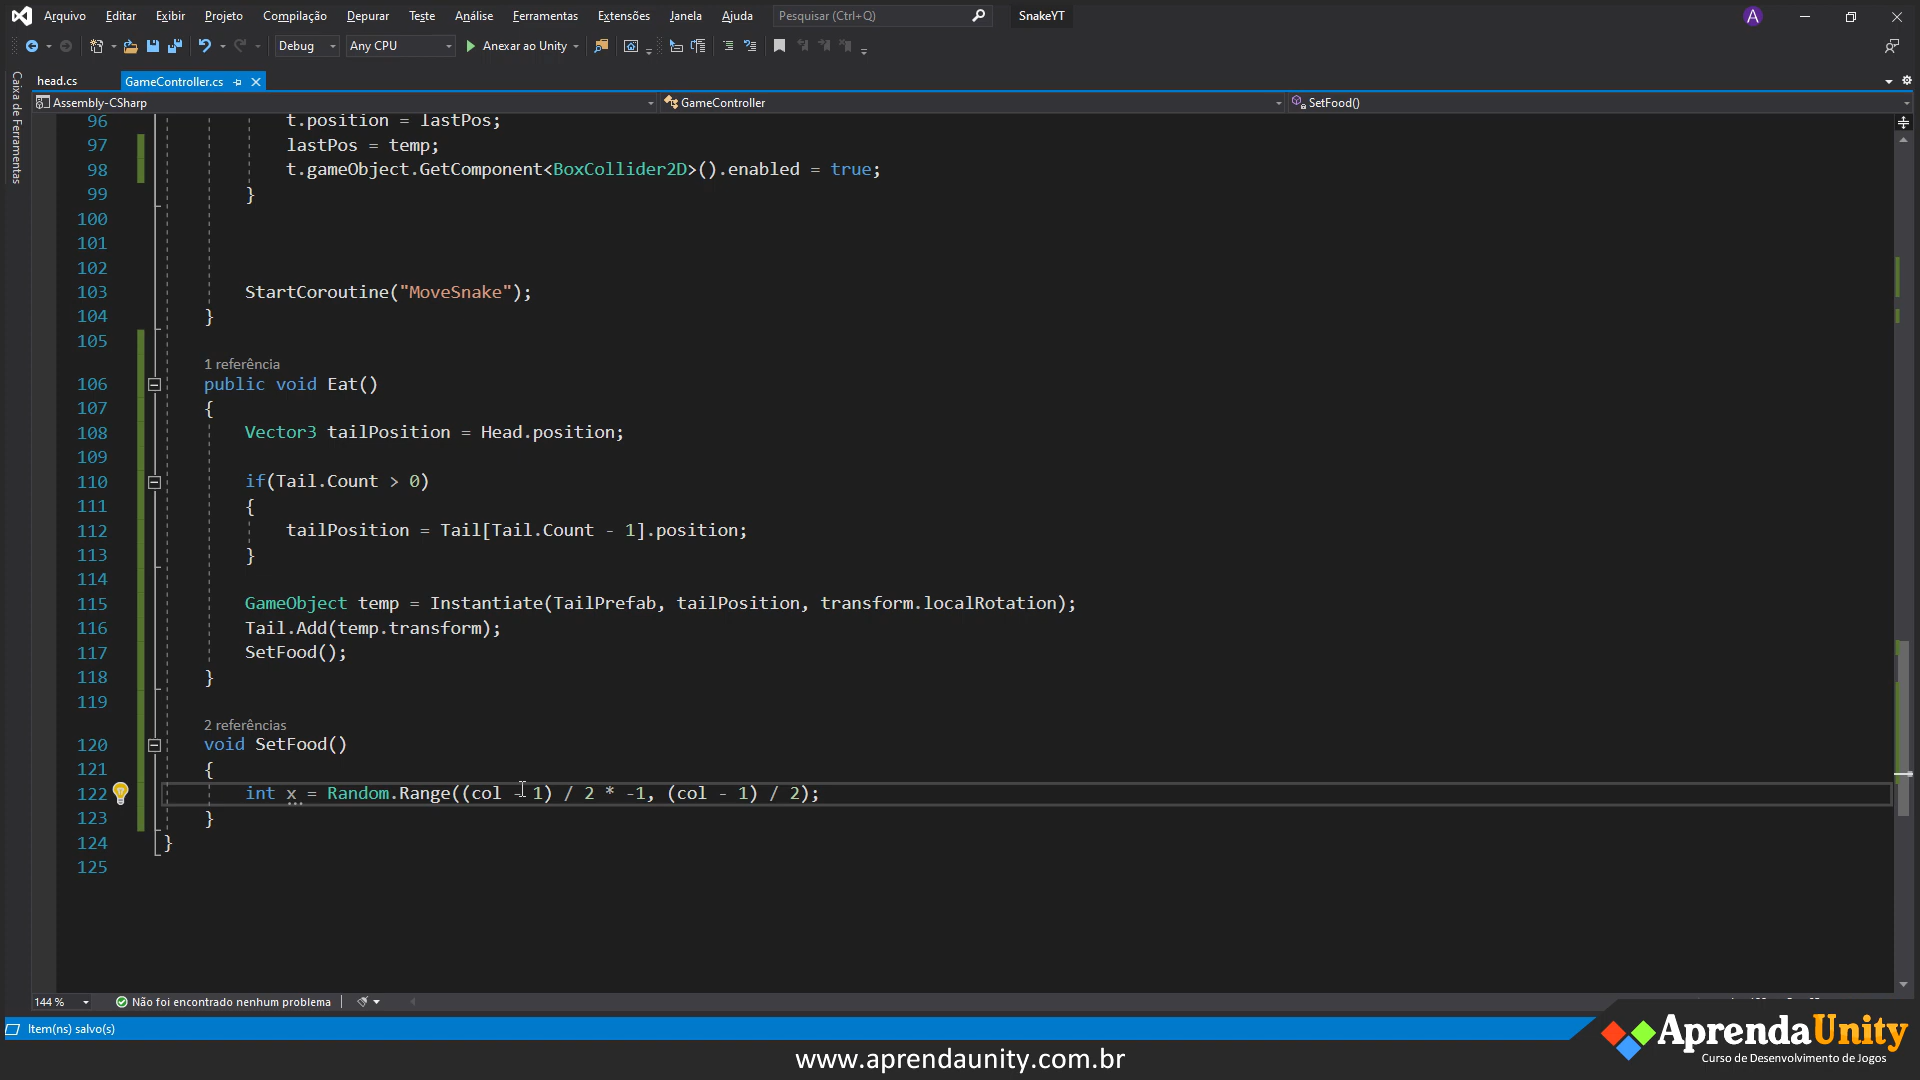 Arquivo Editar Exibir Projeto Compilação Depurar Teste Análise Ferramentas Extensões Janela Ajuda Pesquisar (Ctrl+Q) SnakeYT A
Debug Any CPU Anexar ao Unity
Caixa de Ferramentas
head.cs GameController.cs
Assembly-CSharp GameController SetFood()
96 t.position = lastPos;
97 lastPos = temp;
98 t.gameObject.GetComponent<BoxCollider2D>().enabled = true;
99 }
100
101
102
103 StartCoroutine("MoveSnake");
104 }
105
1 referência
106 public void Eat()
107 {
108 Vector3 tailPosition = Head.position;
109
110 if(Tail.Count > 0)
111 {
112 tailPosition = Tail[Tail.Count - 1].position;
113 }
114
115 GameObject temp = Instantiate(TailPrefab, tailPosition, transform.localRotation);
116 Tail.Add(temp.transform);
117 SetFood();
118 }
119
2 referências
120 void SetFood()
121 {
122 int x = Random.Range((col - 1) / 2 * -1, (col - 1) / 2);
123 }
124 }
125
144 % Não foi encontrado nenhum problema
Item(ns) salvo(s)
AprendaUnity
Curso de Desenvolvimento de Jogos
www.aprendaunity.com.br